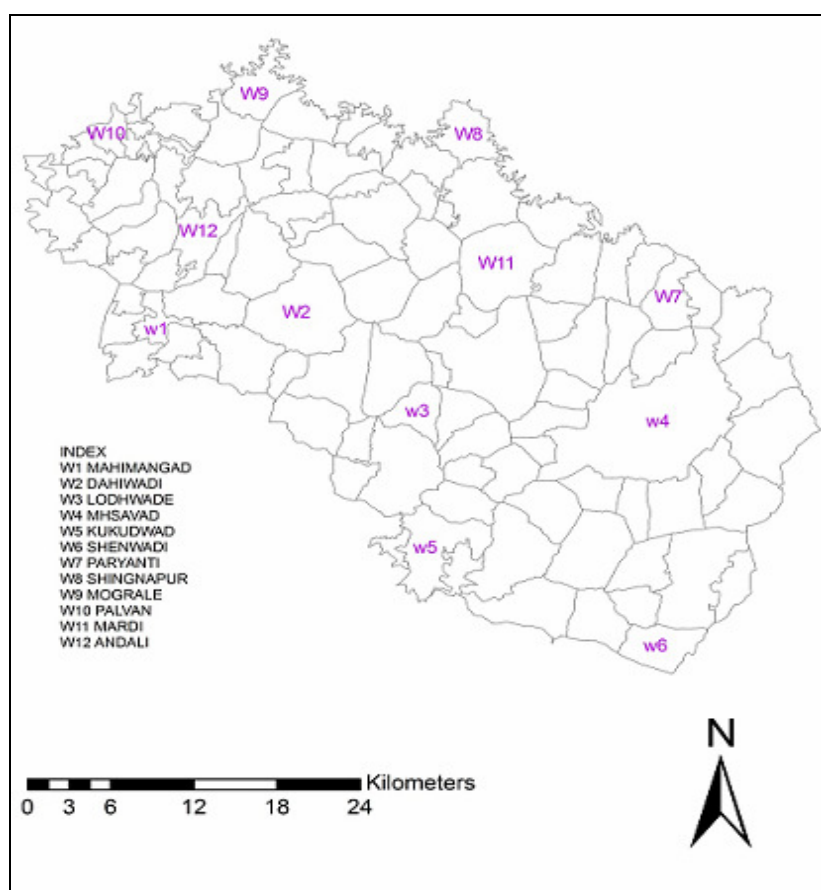 W9
W10
W8
W12
W11
W7
W2
w1
w3
w4
INDEX
W1 MAHIMANGAD
W2 DAHIWADI
W3 LODHWADE
W4 MHSAVAD
W5 KUKUDWAD
W6 SHENWADI
W7 PARYANTI
W8 SHINGNAPUR
W9 MOGRALE
W10 PALVAN
W11 MARDI
W12 ANDALI
w5
w6
N
Kilometers
0 3 6 12 18 24